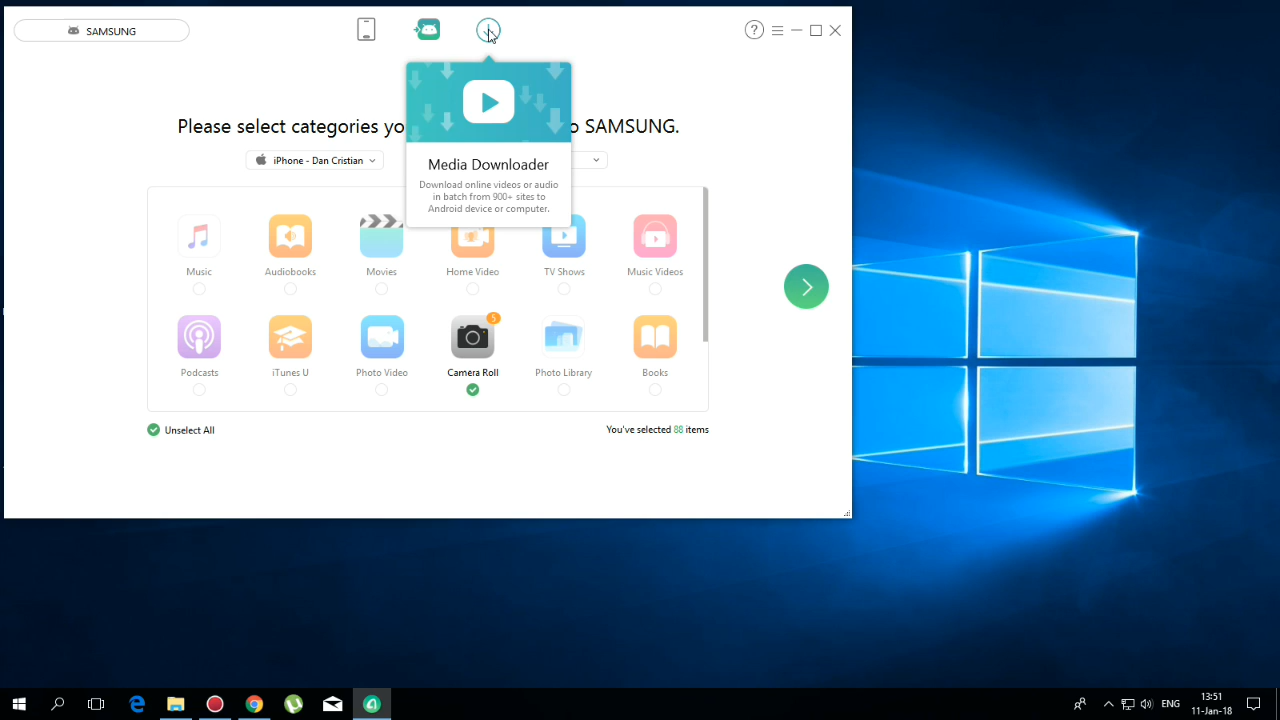 SAMSUNG
?
Please select categories yo
o SAMSUNG.
iPhone - Dan Cristian
Media Downloader
Download online videos or audio
in batch from 900+ sites to
Android device or computer.
Music
Audiobooks
Movies
Home Video
TV Shows
Music Videos
5
Podcasts
iTunes U
Photo Video
Camera Roll
Photo Library
Books
Unselect All
You've selected 88 items
ENG
13:51
11-Jan-18